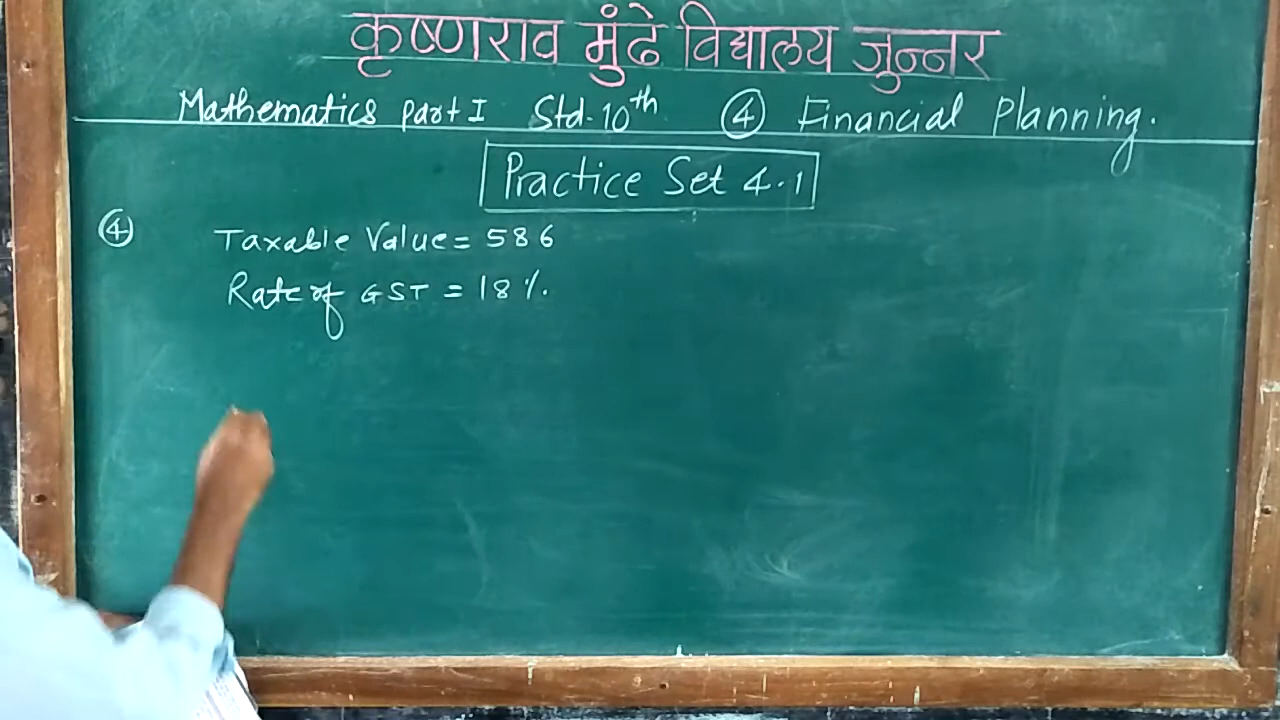 कृष्णराव मुंढे विद्यालय जुन्नर
Mathematics part I Std. 10th ④ Financial Planning.
Practice Set 4.1
④ Taxable Value = 586
Rate of GST = 18%.